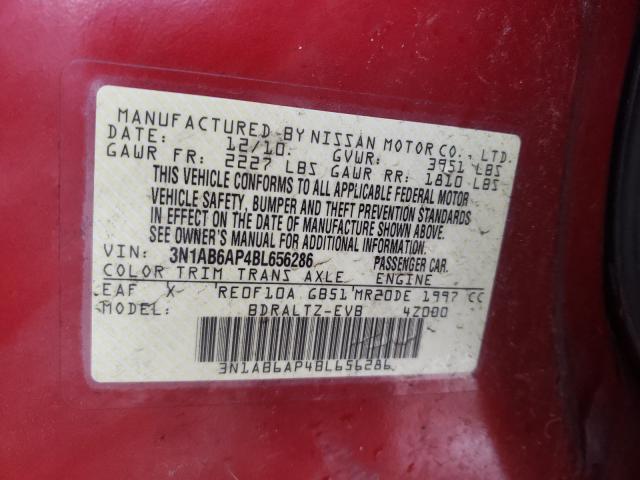 MANUFACTURED BY NISSAN MOTOR CO., LTD.
DATE: 12/10 GVWR: 3951 LBS
GAWR FR: 2227 LBS GAWR RR: 1810 LBS
THIS VEHICLE CONFORMS TO ALL APPLICABLE FEDERAL MOTOR
VEHICLE SAFETY, BUMPER AND THEFT PREVENTION STANDARDS
IN EFFECT ON THE DATE OF MANUFACTURE SHOWN ABOVE.
SEE OWNER'S MANUAL FOR ADDITIONAL INFORMATION.
VIN: 3N1AB6AP4BL656286 PASSENGER CAR.
COLOR TRIM TRANS AXLE ENGINE
EAF X RE0F10A GB51 MR20DE 1997 CC
MODEL: BDRALTZ-EVB 4Z000
3N1AB6AP4BL656286